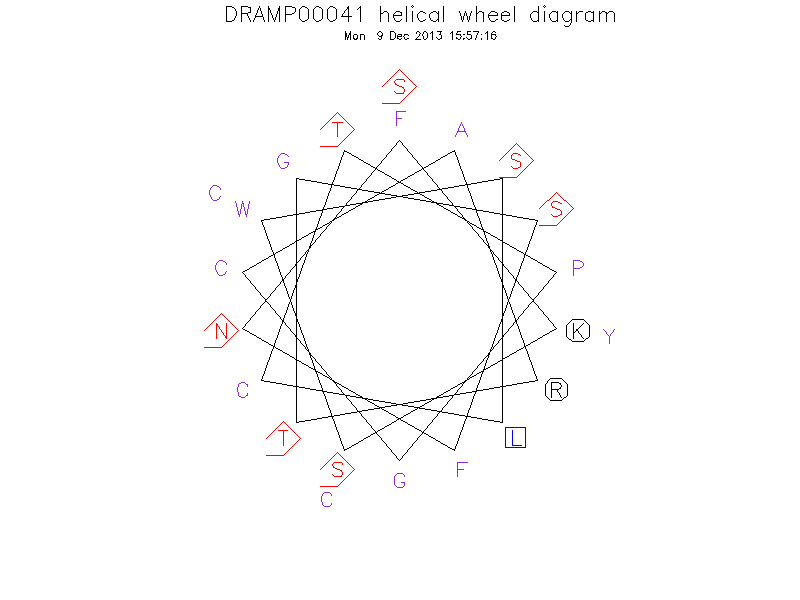 DRAMP00041 helical wheel diagram
Mon 9 Dec 2013 15:57:16
S
F
T
A
G
S
C
W
S
C
P
N
K
Y
C
R
T
L
S
F
G
C